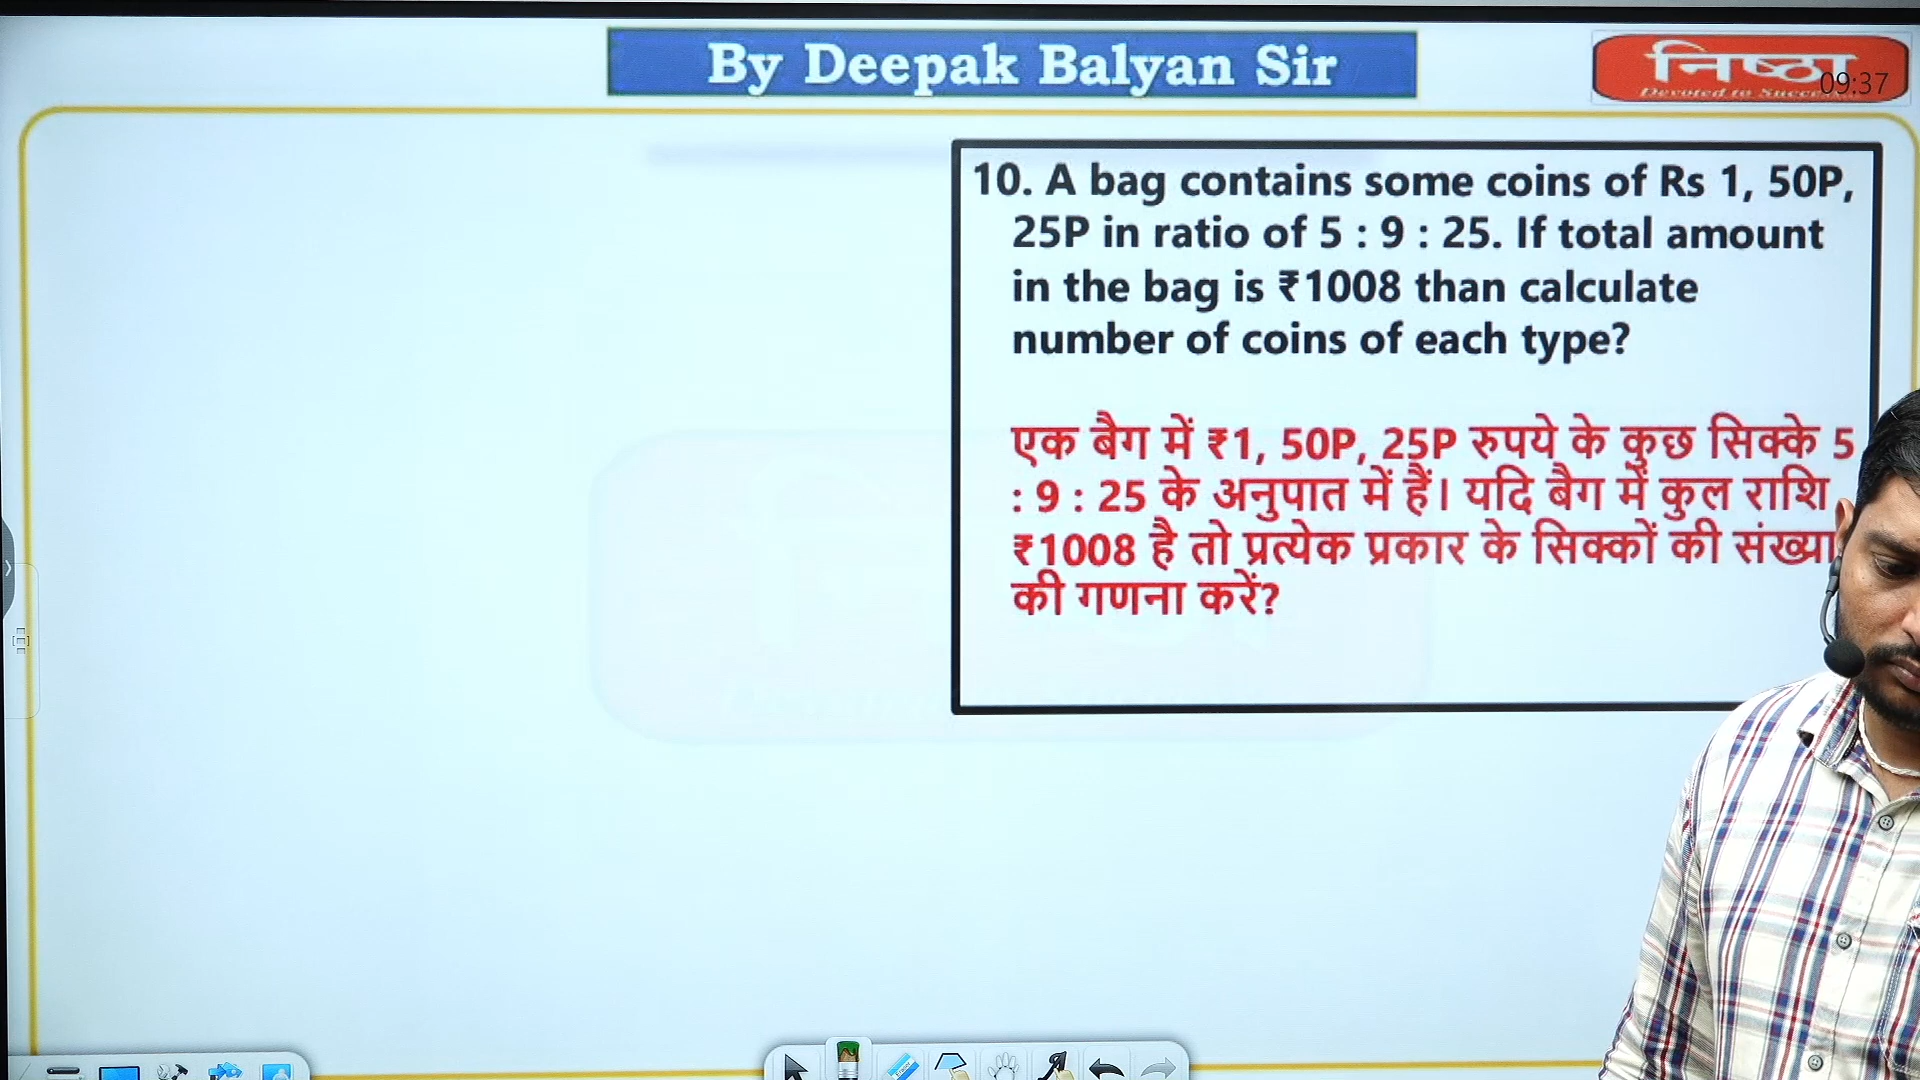 By Deepak Balyan Sir
निष्ठा
09:37
10. A bag contains some coins of Rs 1, 50P,
25P in ratio of 5 : 9 : 25. If total amount
in the bag is ₹1008 than calculate
number of coins of each type?
एक बैग में ₹1, 50P, 25P रुपये के कुछ सिक्के 5
: 9 : 25 के अनुपात में हैं। यदि बैग में कुल राशि
₹1008 है तो प्रत्येक प्रकार के सिक्कों की संख्या
की गणना करें?